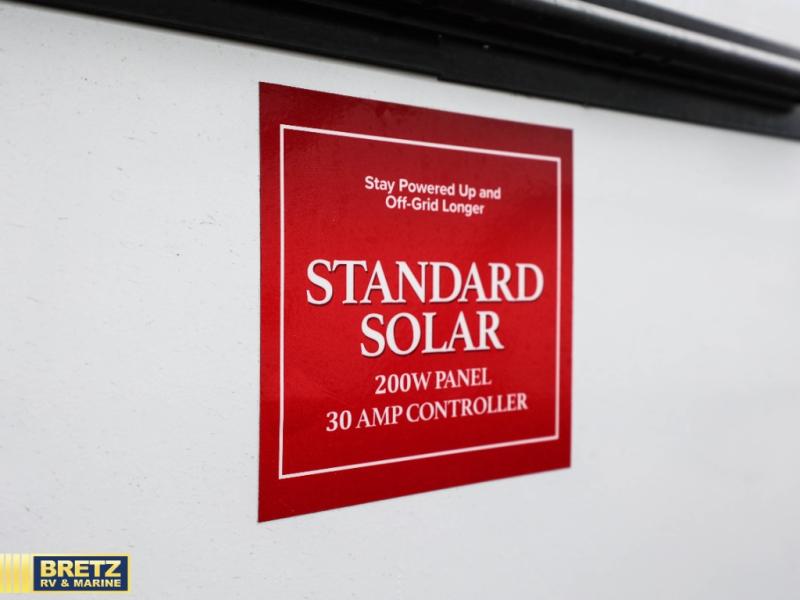 Stay Powered Up and
Off-Grid Longer
STANDARD
SOLAR
200W PANEL
30 AMP CONTROLLER
BRETZ
RV & MARINE